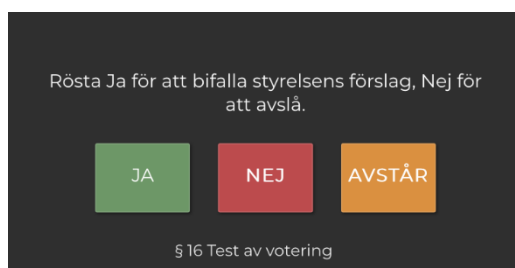 Rösta Ja för att bifalla styrelsens förslag, Nej för
att avslå.
JA
NEJ
AVSTÅR
§ 16 Test av votering